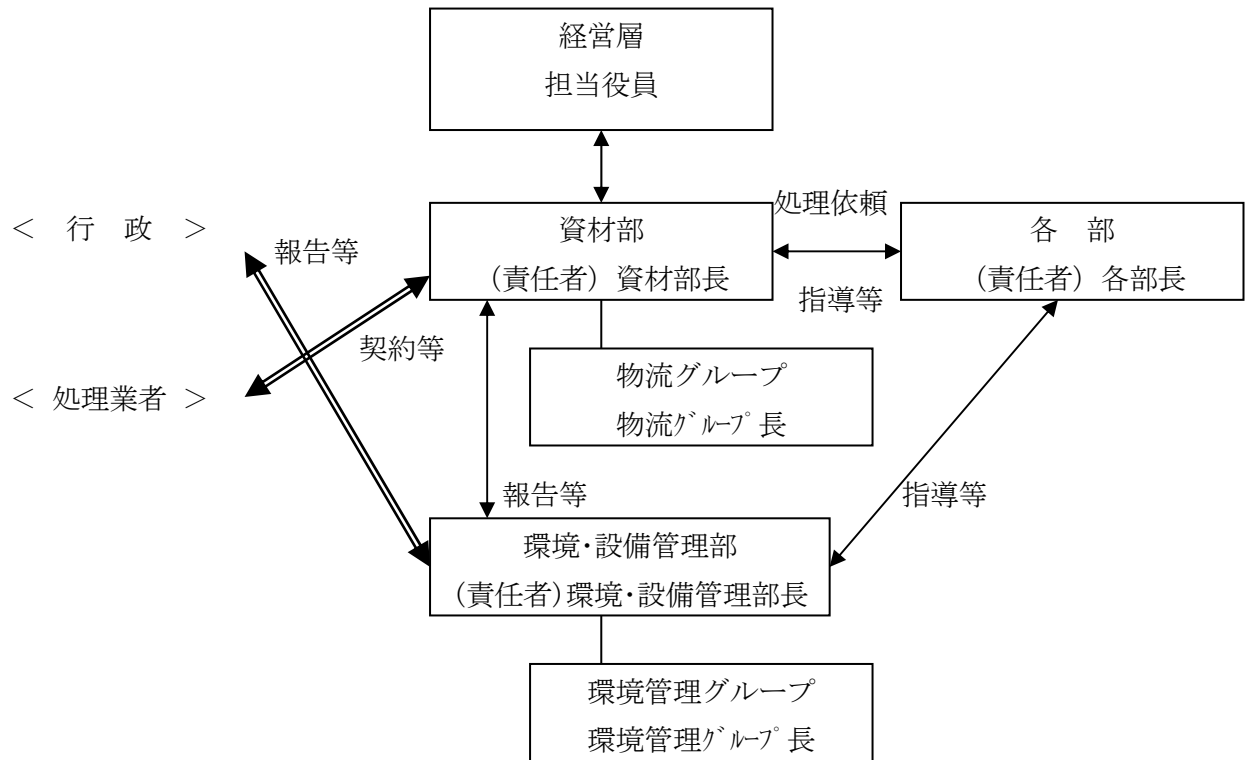 経営層
担当役員
処理依頼
＜　行　政　＞
報告等
資材部
（責任者）資材部長
各　部
（責任者）各部長
指導等
契約等
＜ 処理業者 ＞
物流グループ
物流ｸﾞﾙｰﾌﾟ長
報告等
指導等
環境・設備管理部
（責任者）環境・設備管理部長
環境管理グループ
環境管理ｸﾞﾙｰﾌﾟ長